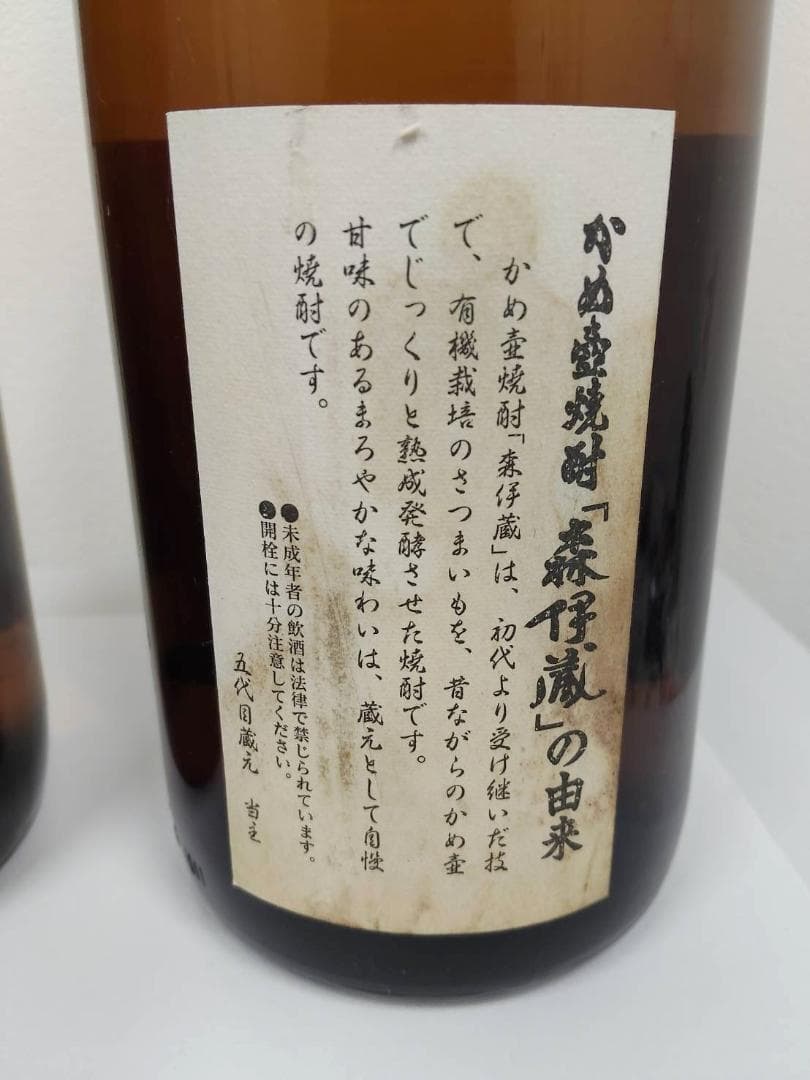 かめ壺焼酎「森伊蔵」の由来
かめ壺焼酎「森伊蔵」は、初代より受け継いだ技
で、有機栽培のさつまいもを、昔ながらのかめ壺
でじっくりと熟成発酵させた焼酎です。
甘味のあるまろやかな味わいは、蔵元として自慢
の焼酎です。
●未成年者の飲酒は法律で禁じられています。
●開栓には十分注意してください。
五代目蔵元 当主